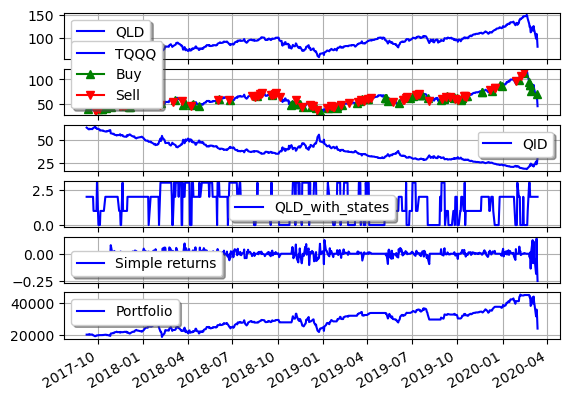 150
100
QLD
TQQQ
100
50
Buy
Sell
50
25
QID
2.5
0.0
QLD_with_states
0.00
−0.25
Simple returns
40000
20000
Portfolio
2017-10
2018-01
2018-04
2018-07
2018-10
2019-01
2019-04
2019-07
2019-10
2020-01
2020-04